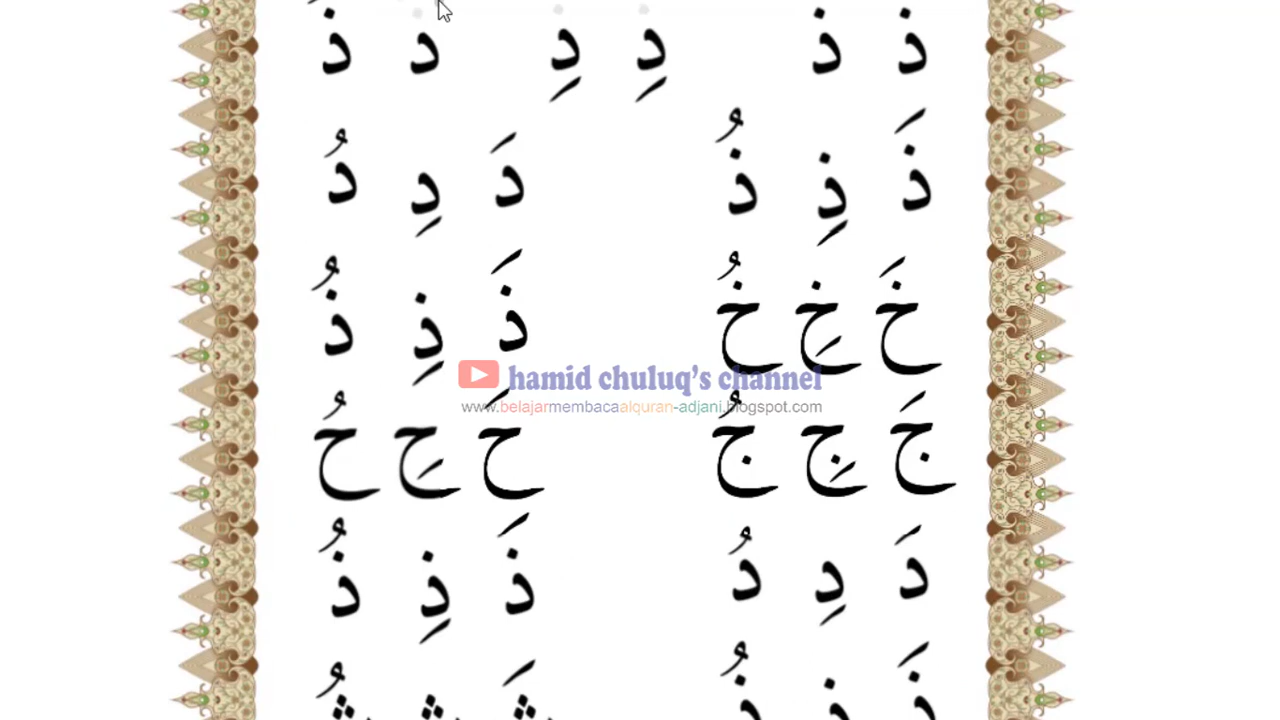 ذ ذ دِ دِ د ذ
ذَ ذِ ذُ دَ دِ دُ
خَ خِ خُ ذَ ذِ ذُ
hamid chuluq's channel
www.belajarmembacaalquran-adjani.blogspot.com
جَ جِ جُ حَ حِ حُ
دَ دِ دُ ذَ ذِ ذُ